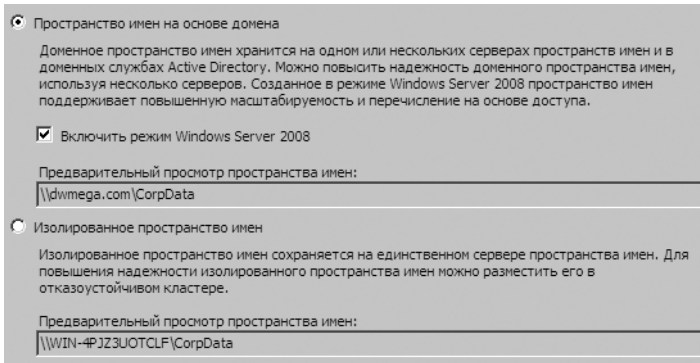 Пространство имен на основе домена
Доменное пространство имен хранится на одном или нескольких серверах пространств имен и в
доменных службах Active Directory. Можно повысить надежность доменного пространства имен,
используя несколько серверов. Созданное в режиме Windows Server 2008 пространство имен
поддерживает повышенную масштабируемость и перечисление на основе доступа.
Включить режим Windows Server 2008
Предварительный просмотр пространства имен:
\\dwmega.com\CorpData
Изолированное пространство имен
Изолированное пространство имен сохраняется на единственном сервере пространства имен. Для
повышения надежности изолированного пространства имен можно разместить его в
отказоустойчивом кластере.
Предварительный просмотр пространства имен:
\\WIN-4PJZ3UOTCLF\CorpData